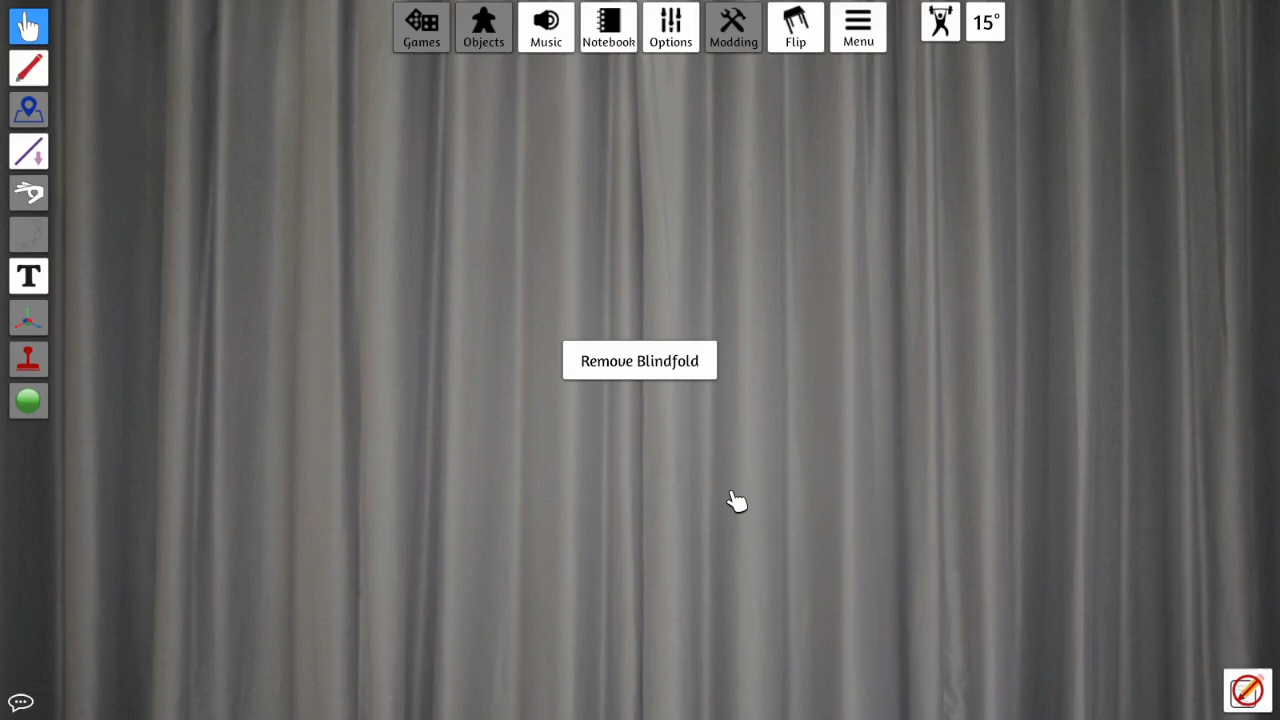 Games Objects Music Notebook Options Modding Flip Menu 15°
T
Remove Blindfold